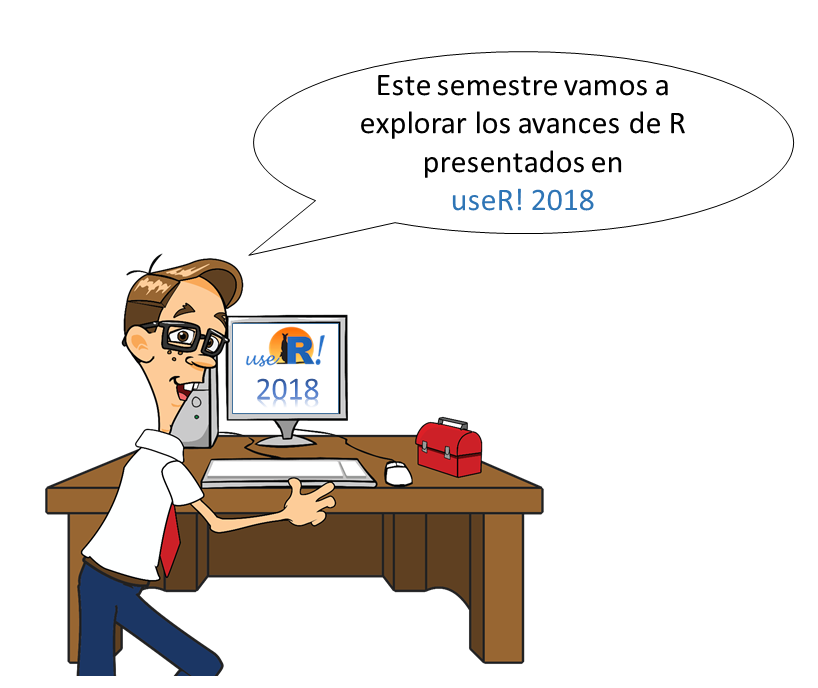 Este semestre vamos a
explorar los avances de R
presentados en
useR! 2018
useR!
2018